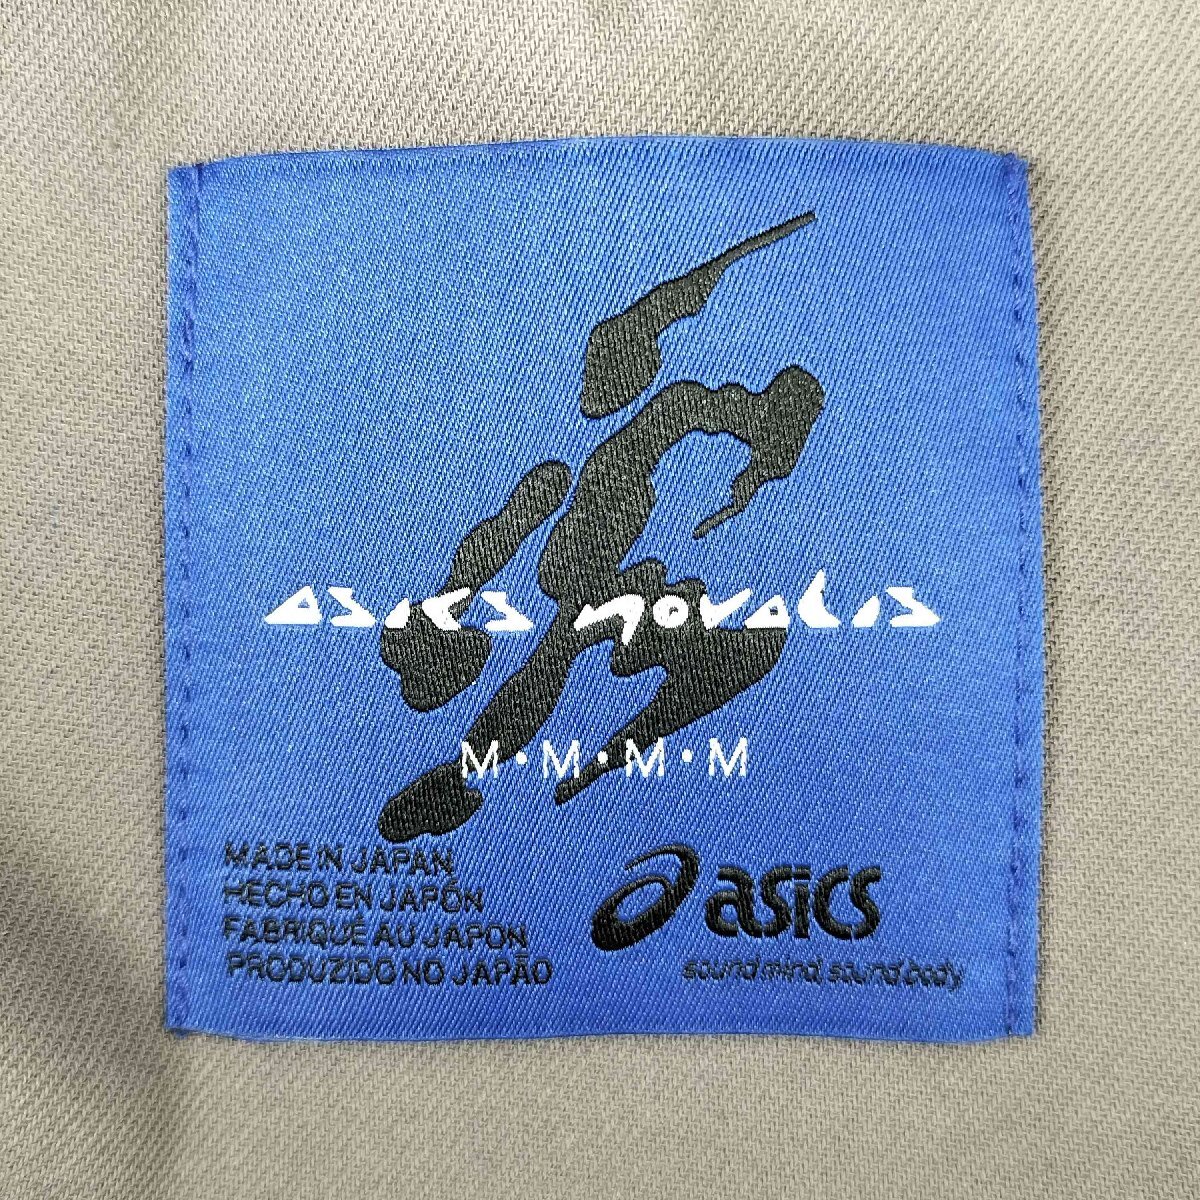 asics novalis
M·M·M·M
MADE IN JAPAN
HECHO EN JAPÓN
FABRIQUÉ AU JAPON
PRODUZIDO NO JAPÃO
asics
sound mind, sound body